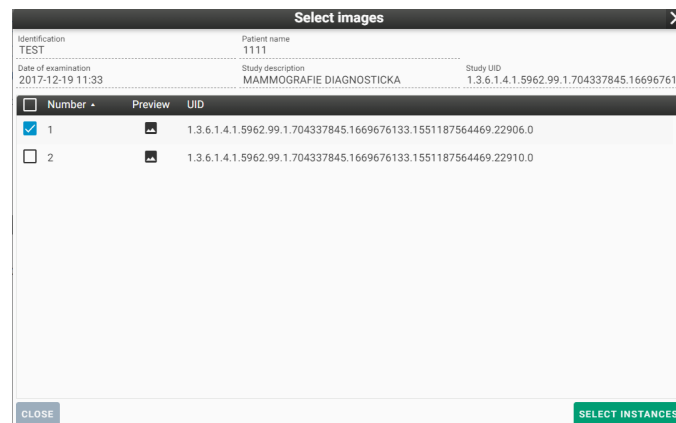 Select images
Identification
TEST
Patient name
1111
Date of examination
2017-12-19 11:33
Study description
MAMMOGRAFIE DIAGNOSTICKA
Study UID
1.3.6.1.4.1.5962.99.1.704337845.16696761
Number Preview UID
1 1.3.6.1.4.1.5962.99.1.704337845.1669676133.1551187564469.22906.0
2 1.3.6.1.4.1.5962.99.1.704337845.1669676133.1551187564469.22910.0
CLOSE SELECT INSTANCES